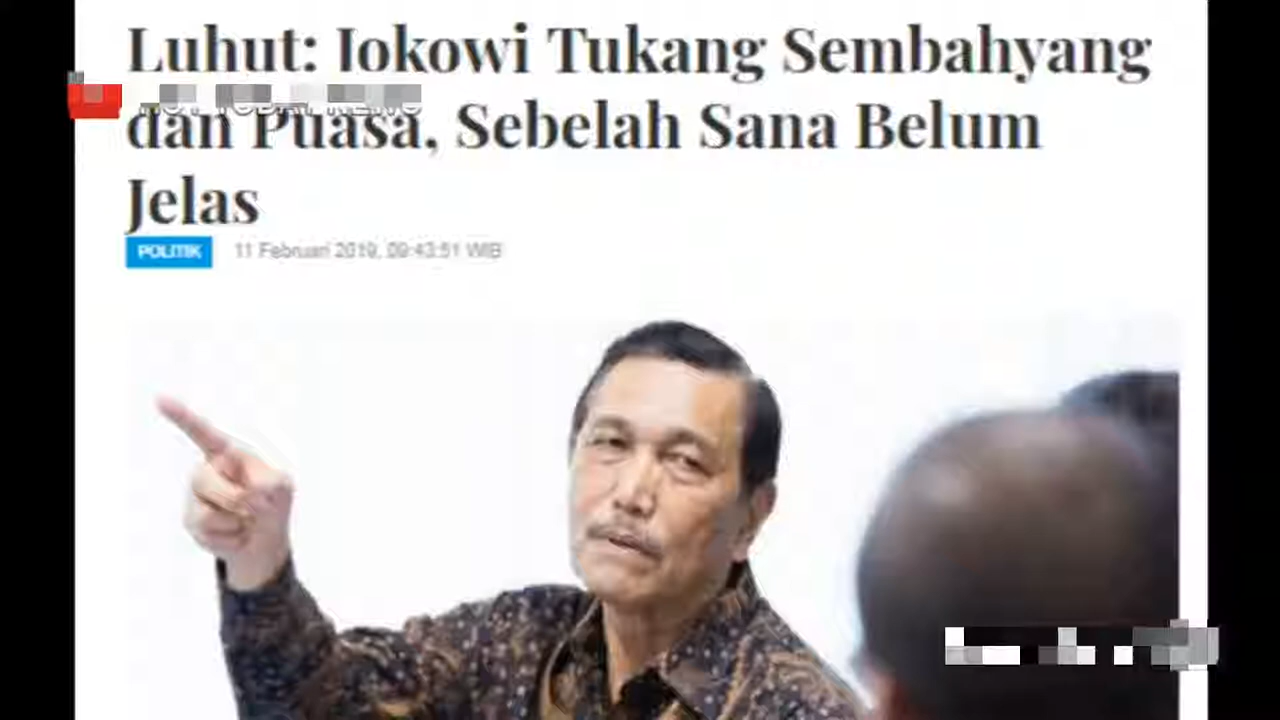 Luhut: Jokowi Tukang Sembahyang
dan Puasa, Sebelah Sana Belum
Jelas
POLITIK 11 Februari 2019, 09:43:51 WIB